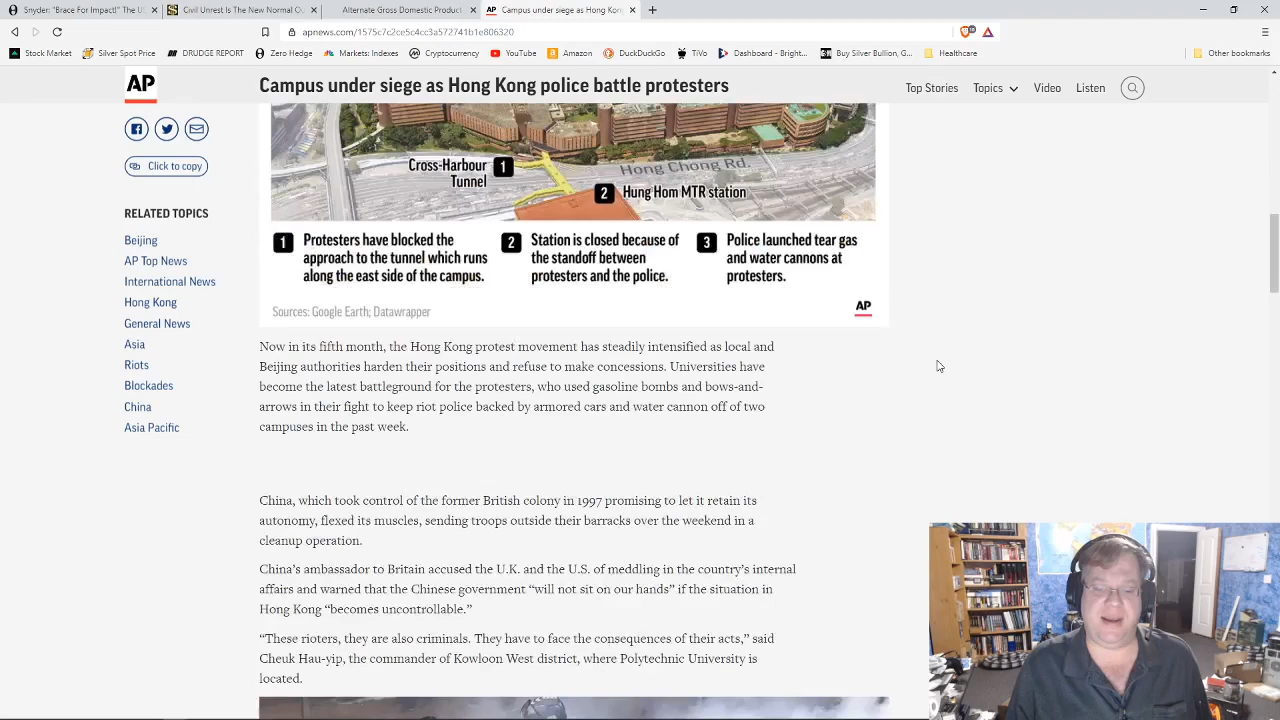 Snyder: "Brace For Impact!" The U
Civil Unrest Is The New Normal O
Alternate Gross Domestic Product
Campus under siege as Hong Kong
apnews.com/1575c7c2ce5c4cc3a572741b1e806320
Stock Market
Silver Spot Price
DRUDGE REPORT
Zero Hedge
Markets: Indexes
Cryptocurrency
YouTube
Amazon
DuckDuckGo
TiVo
Dashboard - Bright...
Buy Silver Bullion, G...
Healthcare
Other bookmarks
AP
Campus under siege as Hong Kong police battle protesters
Top Stories
Topics
Video
Listen
Click to copy
RELATED TOPICS
Beijing
AP Top News
International News
Hong Kong
General News
Asia
Riots
Blockades
China
Asia Pacific
Cross-Harbour
Tunnel
1
Hong Chong Rd.
2
Hung Hom MTR station
1
Protesters have blocked the
approach to the tunnel which runs
along the east side of the campus.
2
Station is closed because of
the standoff between
protesters and the police.
3
Police launched tear gas
and water cannons at
protesters.
Sources: Google Earth; Datawrapper
AP
Now in its fifth month, the Hong Kong protest movement has steadily intensified as local and
Beijing authorities harden their positions and refuse to make concessions. Universities have
become the latest battleground for the protesters, who used gasoline bombs and bows-and-
arrows in their fight to keep riot police backed by armored cars and water cannon off of two
campuses in the past week.
China, which took control of the former British colony in 1997 promising to let it retain its
autonomy, flexed its muscles, sending troops outside their barracks over the weekend in a
cleanup operation.
China's ambassador to Britain accused the U.K. and the U.S. of meddling in the country's internal
affairs and warned that the Chinese government "will not sit on our hands" if the situation in
Hong Kong "becomes uncontrollable."
"These rioters, they are also criminals. They have to face the consequences of their acts," said
Cheuk Hau-yip, the commander of Kowloon West district, where Polytechnic University is
located.